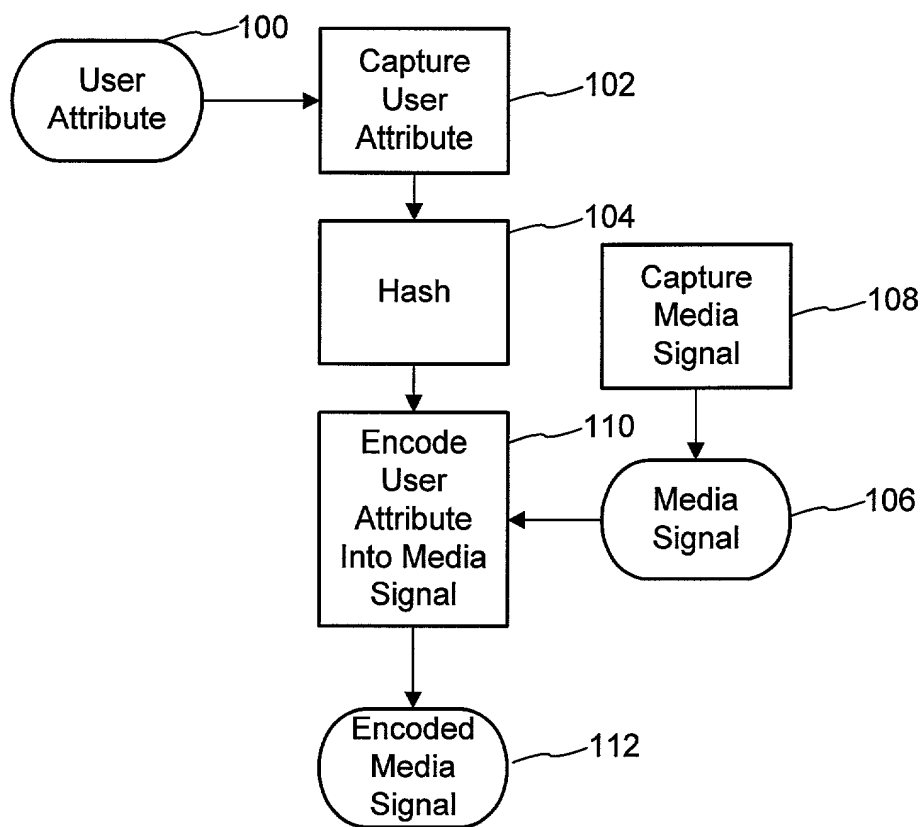 100
User
Attribute
Capture
User
Attribute
102
104
Hash
Capture
Media
Signal
108
Encode
User
Attribute
Into Media
Signal
110
Media
Signal
106
Encoded
Media
Signal
112